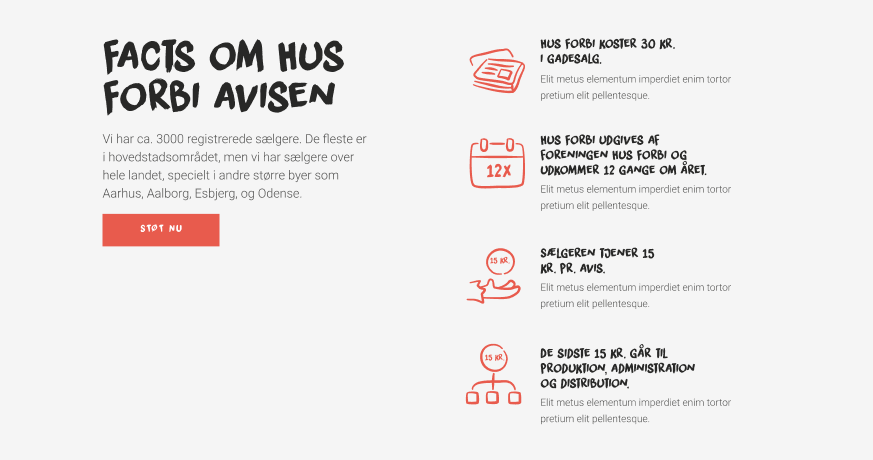 FACTS OM HUS
FORBI AVISEN
Vi har ca. 3000 registrerede sælgere. De fleste er
i hovedstadsområdet, men vi har sælgere over
hele landet, specielt i andre større byer som
Aarhus, Aalborg, Esbjerg, og Odense.
STØT NU
HUS FORBI KOSTER 30 KR.
I GADESALG.
Elit metus elementum imperdiet enim tortor
pretium elit pellentesque.
12X
HUS FORBI UDGIVES AF
FORENINGEN HUS FORBI OG
UDKOMMER 12 GANGE OM ÅRET.
Elit metus elementum imperdiet enim tortor
pretium elit pellentesque.
15 KR.
SÆLGEREN TJENER 15
KR. PR. AVIS.
Elit metus elementum imperdiet enim tortor
pretium elit pellentesque.
15 KR.
DE SIDSTE 15 KR. GÅR TIL
PRODUKTION, ADMINISTRATION
OG DISTRIBUTION.
Elit metus elementum imperdiet enim tortor
pretium elit pellentesque.